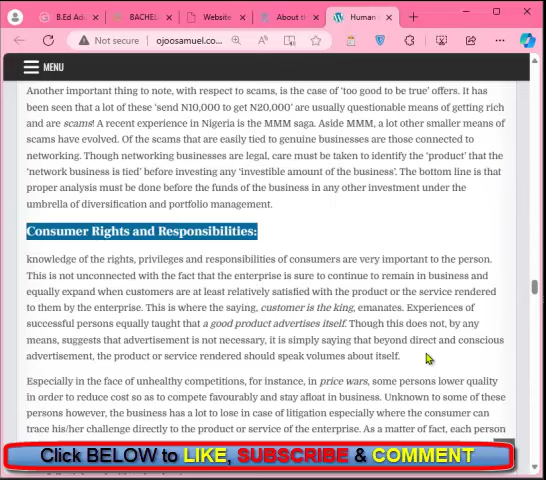 B.Ed Ad
BACHE
Website
About th
Human
Not secure
ojoosamuel.co...
MENU
Another important thing to note, with respect to scams, is the case of 'too good to be true' offers. It has
been seen that a lot of these 'send N10,000 to get N20,000' are usually questionable means of getting rich
and are scams! A recent experience in Nigeria is the MMM saga. Aside MMM, a lot other smaller means of
scams have evolved. Of the scams that are easily tied to genuine businesses are those connected to
networking. Though networking businesses are legal, care must be taken to identify the 'product' that the
'network business is tied' before investing any 'investible amount of the business'. The bottom line is that
proper analysis must be done before the funds of the business in any other investment under the
umbrella of diversification and portfolio management.
Consumer Rights and Responsibilities:
knowledge of the rights, privileges and responsibilities of consumers are very important to the person.
This is not unconnected with the fact that the enterprise is sure to continue to remain in business and
equally expand when customers are at least relatively satisfied with the product or the service rendered
to them by the enterprise. This is where the saying, customer is the king, emanates. Experiences of
successful persons equally taught that a good product advertises itself. Though this does not, by any
means, suggests that advertisement is not necessary, it is simply saying that beyond direct and conscious
advertisement, the product or service rendered should speak volumes about itself.
Especially in the face of unhealthy competitions, for instance, in price wars, some persons lower quality
in order to reduce cost so as to compete favourably and stay afloat in business. Unknown to some of these
persons however, the business has a lot to lose in case of litigation especially where the consumer can
trace his/her challenge directly to the product or service of the enterprise. As a matter of fact, each person
Click BELOW to LIKE, SUBSCRIBE & COMMENT